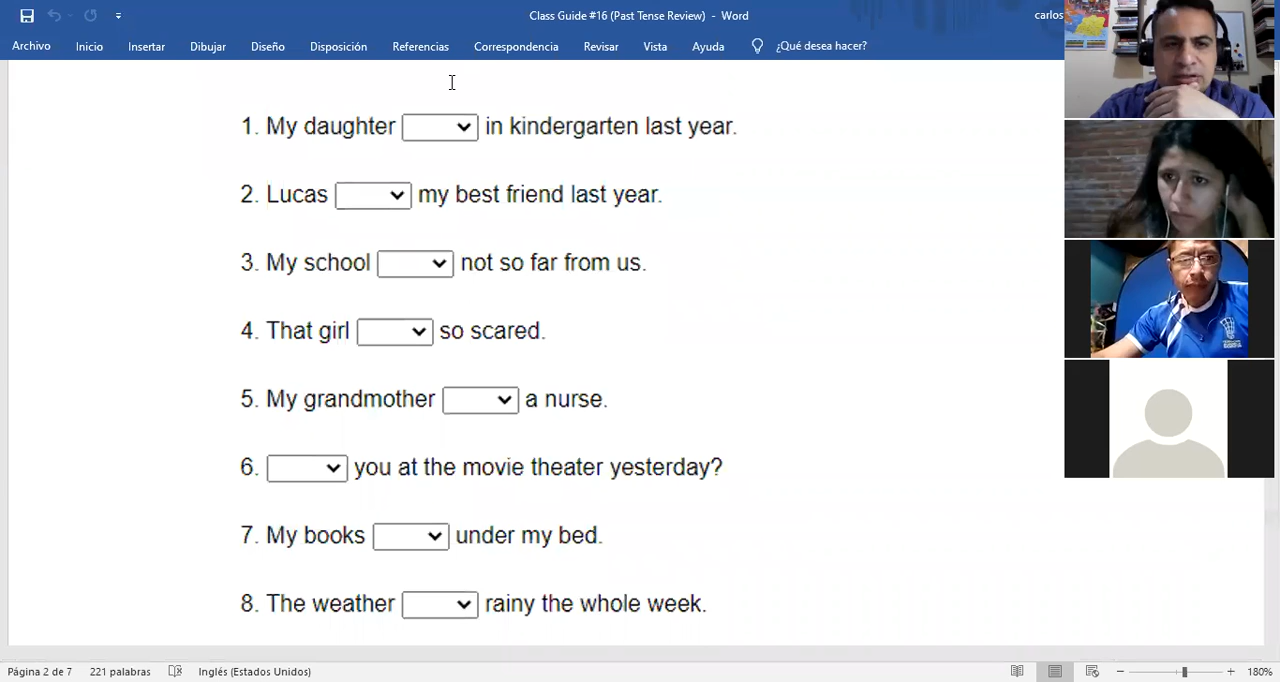 Class Guide #16 (Past Tense Review) - Word
carlos
Archivo Inicio Insertar Dibujar Diseño Disposición Referencias Correspondencia Revisar Vista Ayuda ¿Qué desea hacer?
1. My daughter in kindergarten last year.
2. Lucas my best friend last year.
3. My school not so far from us.
4. That girl so scared.
5. My grandmother a nurse.
6. you at the movie theater yesterday?
7. My books under my bed.
8. The weather rainy the whole week.
Página 2 de 7 221 palabras Inglés (Estados Unidos) 180%